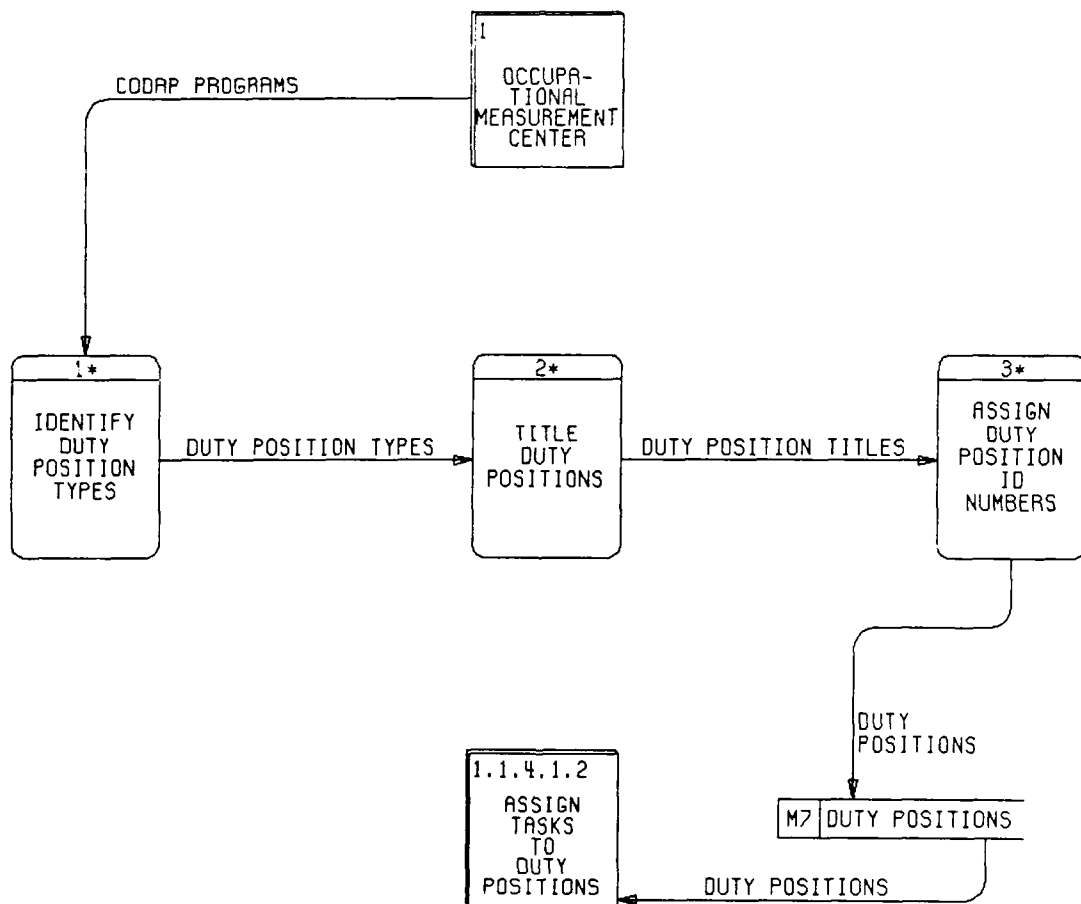 1
OCCUPA-
TIONAL
MEASUREMENT
CENTER
CODAP PROGRAMS
1*
IDENTIFY
DUTY
POSITION
TYPES
DUTY POSITION TYPES
2*
TITLE
DUTY
POSITIONS
DUTY POSITION TITLES
3*
ASSIGN
DUTY
POSITION
ID
NUMBERS
DUTY
POSITIONS
M7 DUTY POSITIONS
DUTY POSITIONS
1.1.4.1.2
ASSIGN
TASKS
TO
DUTY
POSITIONS